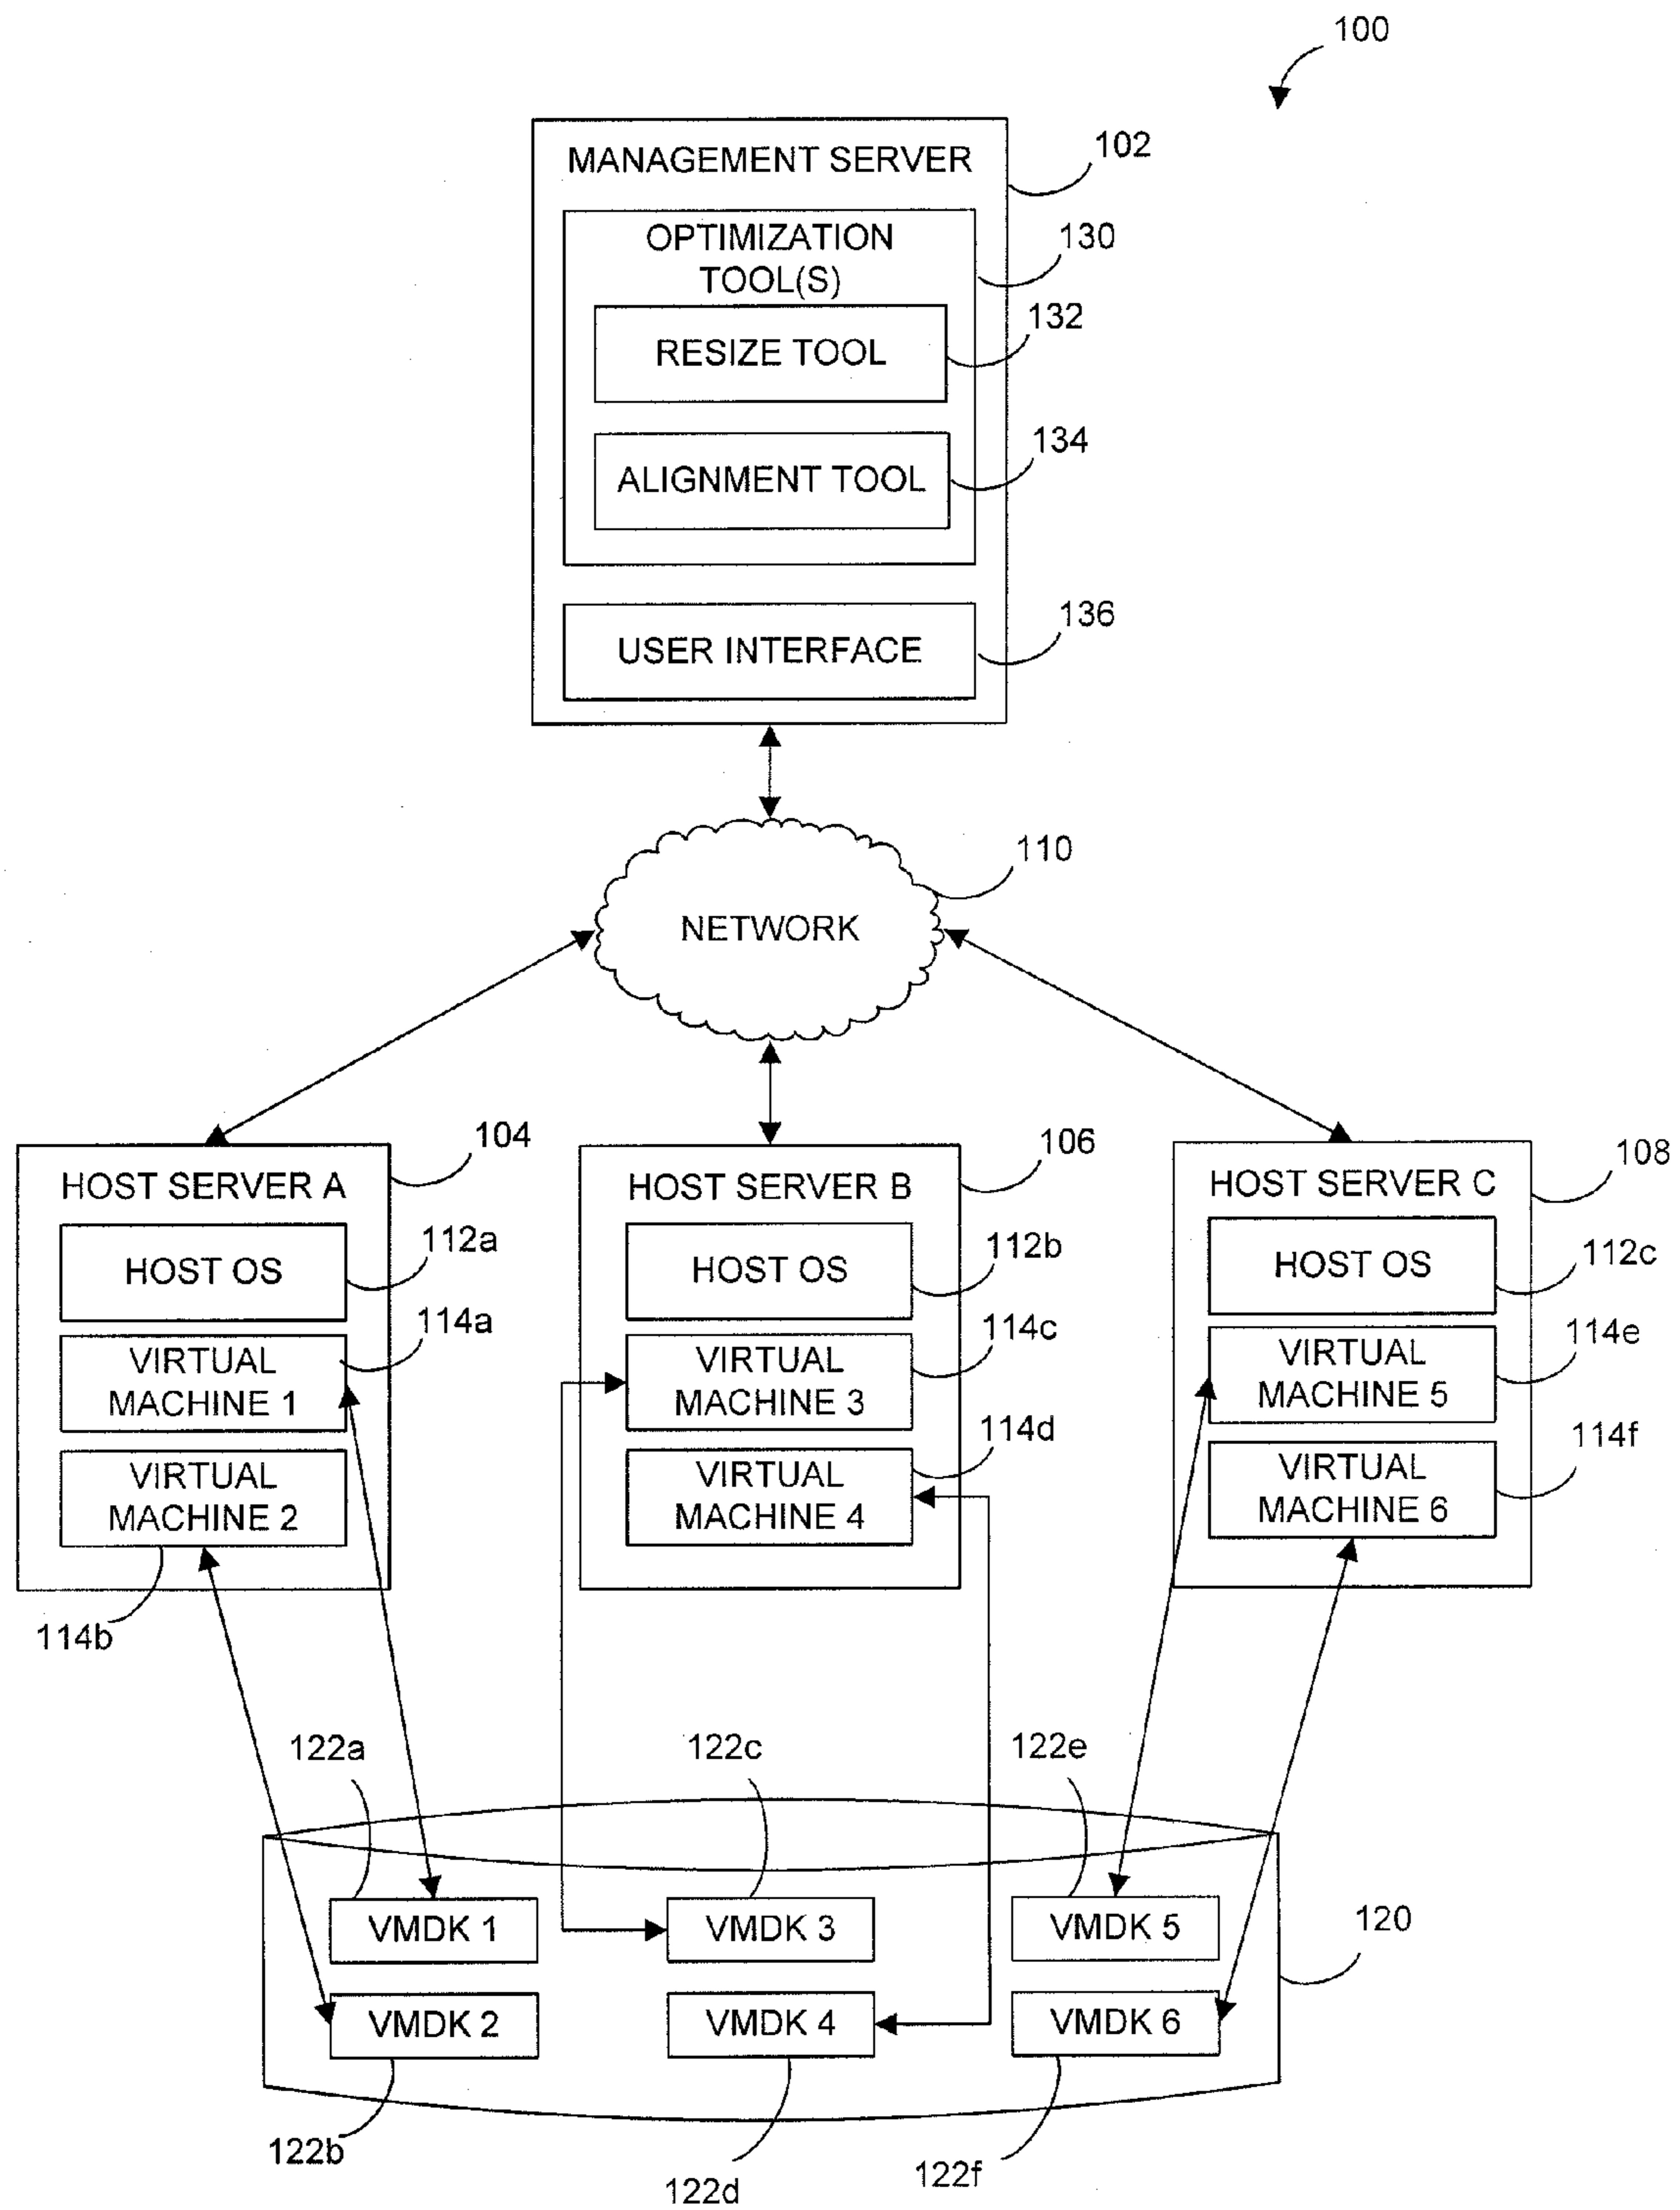 100
MANAGEMENT SERVER
102
OPTIMIZATION
TOOL(S)
130
RESIZE TOOL
132
ALIGNMENT TOOL
134
USER INTERFACE
136
NETWORK
110
HOST SERVER A
104
HOST OS
112a
VIRTUAL
MACHINE 1
114a
VIRTUAL
MACHINE 2
114b
HOST SERVER B
106
HOST OS
112b
VIRTUAL
MACHINE 3
114c
VIRTUAL
MACHINE 4
114d
HOST SERVER C
108
HOST OS
112c
VIRTUAL
MACHINE 5
114e
VIRTUAL
MACHINE 6
114f
122a
122c
122e
VMDK 1
VMDK 3
VMDK 5
120
VMDK 2
VMDK 4
VMDK 6
122b
122d
122f